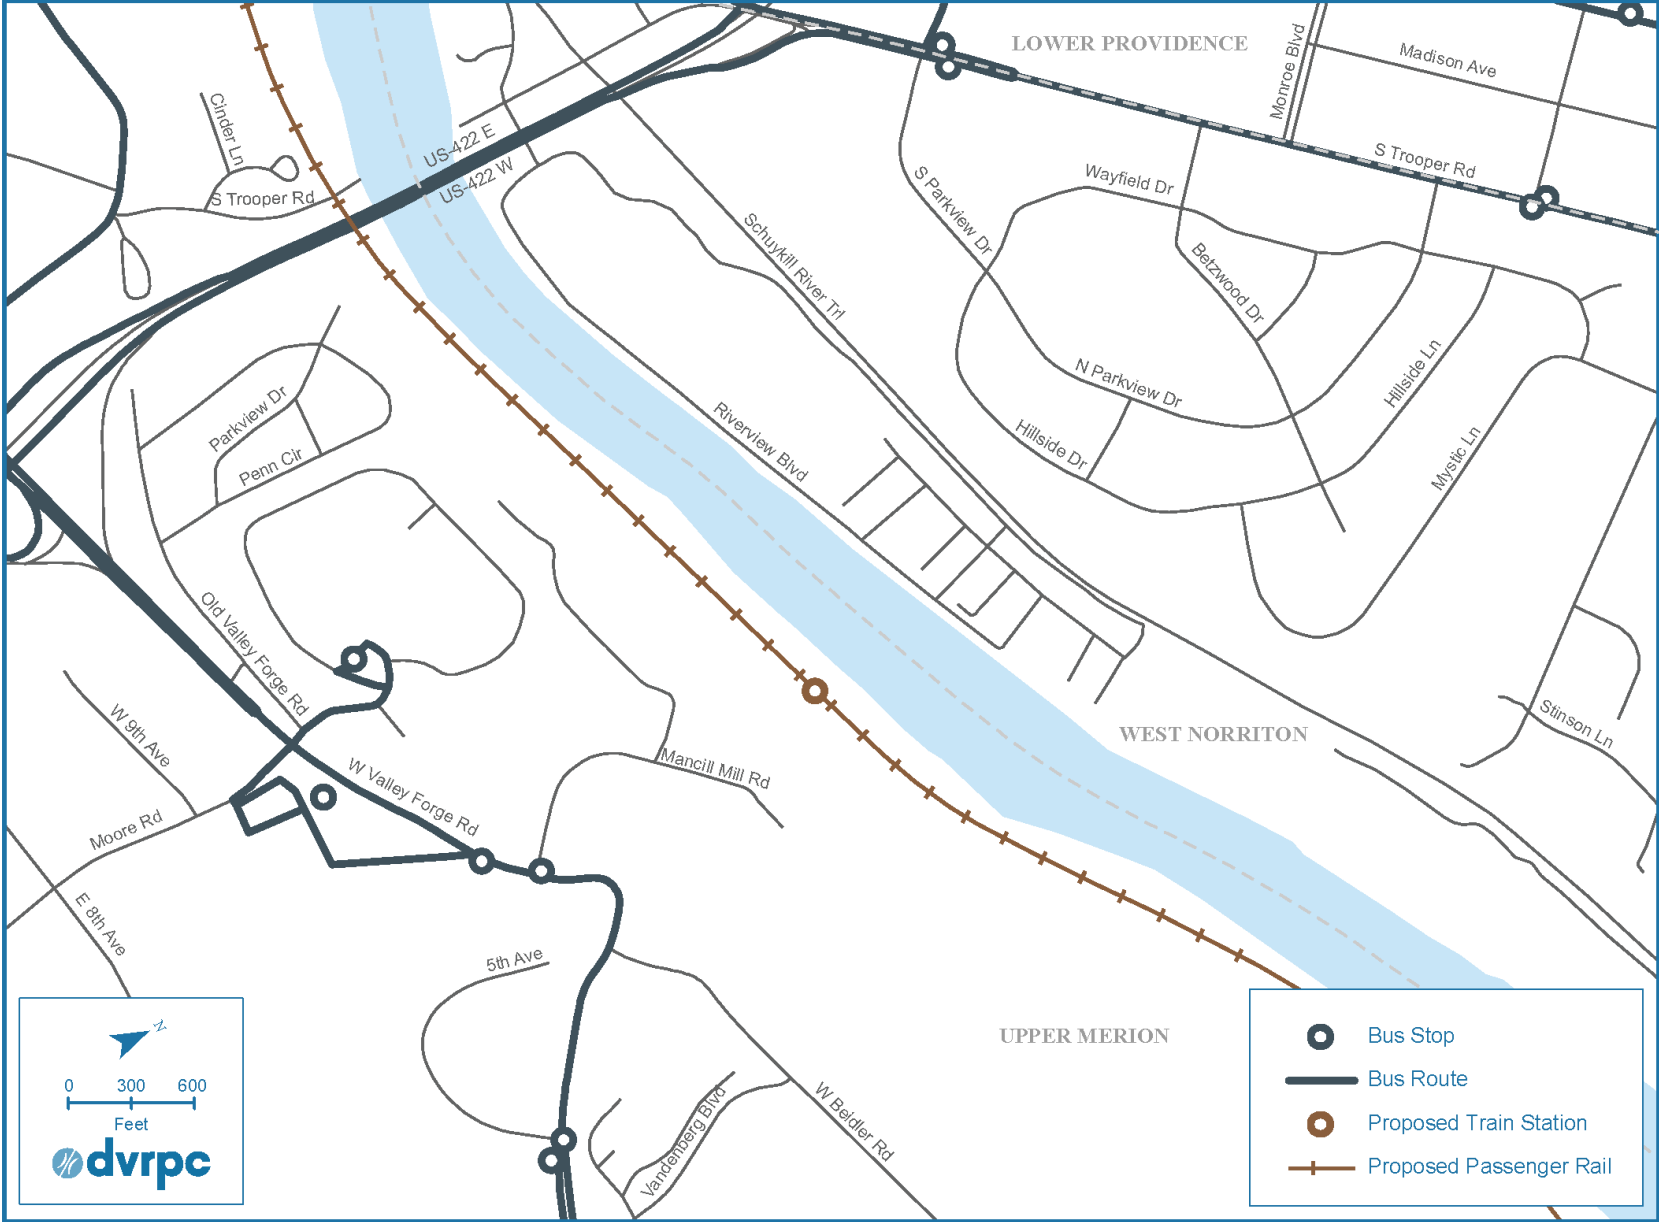 LOWER PROVIDENCE
Monroe Blvd
Madison Ave
Cinder Ln
US-422 E
US-422 W
S Trooper Rd
S Trooper Rd
Wayfield Dr
S Parkview Dr
Schuykill River Trl
Betzwood Dr
N Parkview Dr
Hillside Ln
Hillside Dr
Mystic Ln
Parkview Dr
Penn Cir
Riverview Blvd
Old Valley Forge Rd
W 9th Ave
WEST NORRITON
Stinson Ln
Mancill Mill Rd
W Valley Forge Rd
Moore Rd
E 8th Ave
5th Ave
UPPER MERION
Vandenberg Blvd
W Beidler Rd
N
0 300 600
Feet
dvrpc
Bus Stop
Bus Route
Proposed Train Station
Proposed Passenger Rail